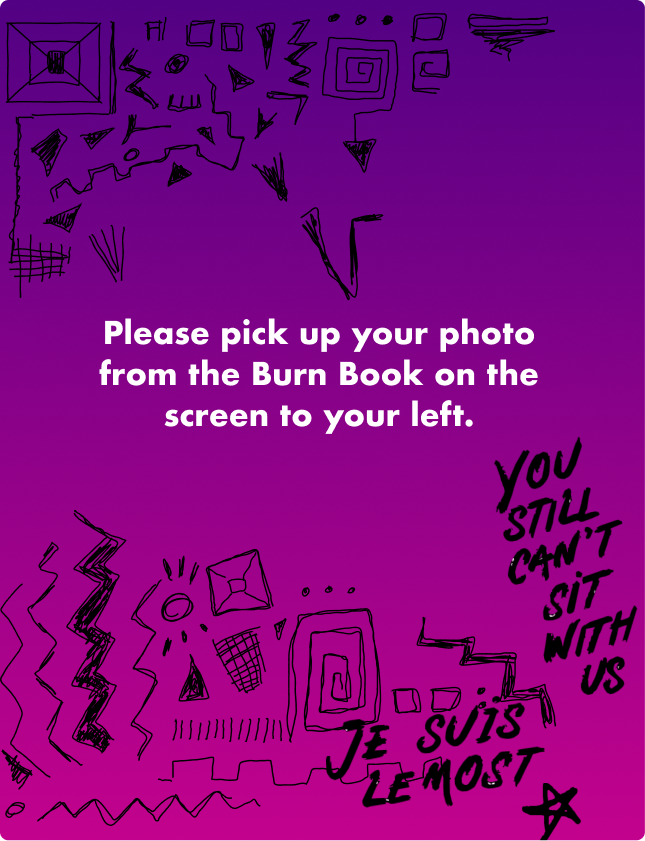 Please pick up your photo
from the Burn Book on the
screen to your left.
YOU
STILL
CAN'T
SIT
WITH
US
JE SUIS
LE MOST